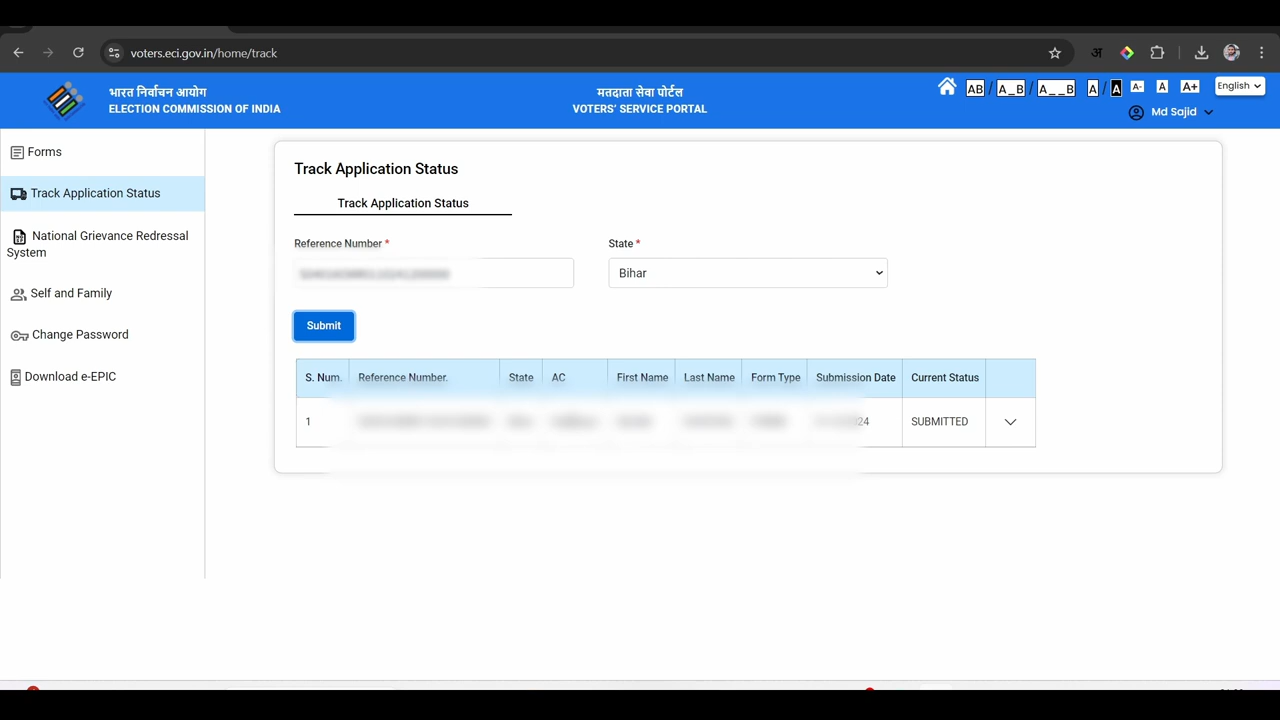 voters.eci.gov.in/home/track
अ
भारत निर्वाचन आयोग
ELECTION COMMISSION OF INDIA
मतदाता सेवा पोर्टल
VOTERS' SERVICE PORTAL
AB / A_B / A__B A / A A- A A+ English
Md Sajid
Forms
Track Application Status
National Grievance Redressal
System
Self and Family
Change Password
Download e-EPIC
Track Application Status
Track Application Status
Reference Number * State *
Bihar
Submit
S. Num. Reference Number. State AC First Name Last Name Form Type Submission Date Current Status
1 SUBMITTED